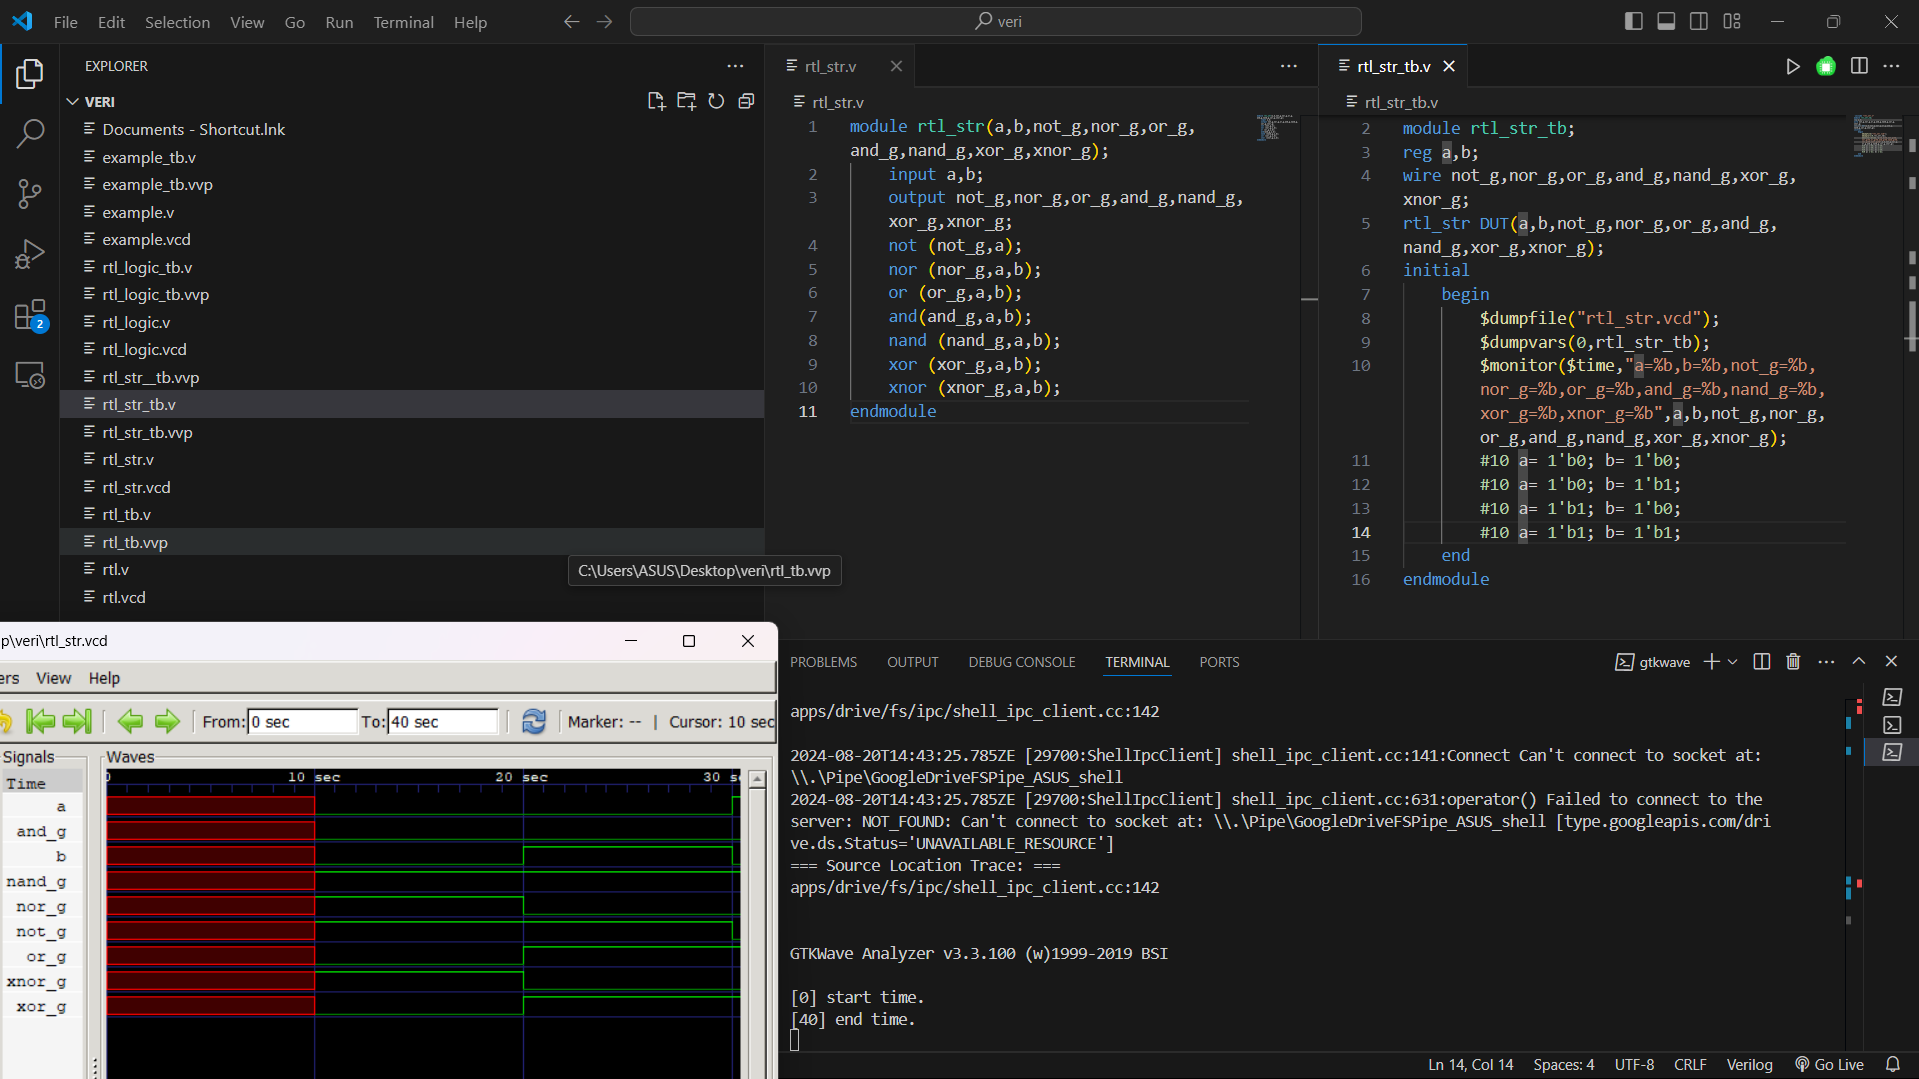 File Edit Selection View Go Run Terminal Help
veri
EXPLORER
VERI
Documents - Shortcut.lnk
example_tb.v
example_tb.vvp
example.v
example.vcd
rtl_logic_tb.v
rtl_logic_tb.vvp
rtl_logic.v
rtl_logic.vcd
rtl_str__tb.vvp
rtl_str_tb.v
rtl_str_tb.vvp
rtl_str.v
rtl_str.vcd
rtl_tb.v
rtl_tb.vvp
rtl.v
rtl.vcd
2
C:\Users\ASUS\Desktop\veri\rtl_tb.vvp
rtl_str.v
rtl_str.v
1 module rtl_str(a,b,not_g,nor_g,or_g,
and_g,nand_g,xor_g,xnor_g);
2 input a,b;
3 output not_g,nor_g,or_g,and_g,nand_g,
xor_g,xnor_g;
4 not (not_g,a);
5 nor (nor_g,a,b);
6 or (or_g,a,b);
7 and(and_g,a,b);
8 nand (nand_g,a,b);
9 xor (xor_g,a,b);
10 xnor (xnor_g,a,b);
11 endmodule
rtl_str_tb.v
rtl_str_tb.v
2 module rtl_str_tb;
3 reg a,b;
4 wire not_g,nor_g,or_g,and_g,nand_g,xor_g,
xnor_g;
5 rtl_str DUT(a,b,not_g,nor_g,or_g,and_g,
nand_g,xor_g,xnor_g);
6 initial
7 begin
8 $dumpfile("rtl_str.vcd");
9 $dumpvars(0,rtl_str_tb);
10 $monitor($time,"a=%b,b=%b,not_g=%b,
nor_g=%b,or_g=%b,and_g=%b,nand_g=%b,
xor_g=%b,xnor_g=%b",a,b,not_g,nor_g,
or_g,and_g,nand_g,xor_g,xnor_g);
11 #10 a= 1'b0; b= 1'b0;
12 #10 a= 1'b0; b= 1'b1;
13 #10 a= 1'b1; b= 1'b0;
14 #10 a= 1'b1; b= 1'b1;
15 end
16 endmodule
p\veri\rtl_str.vcd
ers View Help
From: 0 sec To: 40 sec Marker: -- | Cursor: 10 sec
Signals Waves
Time
0 10 sec 20 sec 30 s
a
and_g
b
nand_g
nor_g
not_g
or_g
xnor_g
xor_g
PROBLEMS OUTPUT DEBUG CONSOLE TERMINAL PORTS gtkwave
apps/drive/fs/ipc/shell_ipc_client.cc:142
2024-08-20T14:43:25.785ZE [29700:ShellIpcClient] shell_ipc_client.cc:141:Connect Can't connect to socket at:
\\.\Pipe\GoogleDriveFSPipe_ASUS_shell
2024-08-20T14:43:25.785ZE [29700:ShellIpcClient] shell_ipc_client.cc:631:operator() Failed to connect to the
server: NOT_FOUND: Can't connect to socket at: \\.\Pipe\GoogleDriveFSPipe_ASUS_shell [type.googleapis.com/dri
ve.ds.Status='UNAVAILABLE_RESOURCE']
=== Source Location Trace: ===
apps/drive/fs/ipc/shell_ipc_client.cc:142
GTKWave Analyzer v3.3.100 (w)1999-2019 BSI
[0] start time.
[40] end time.
Ln 14, Col 14 Spaces: 4 UTF-8 CRLF Verilog Go Live